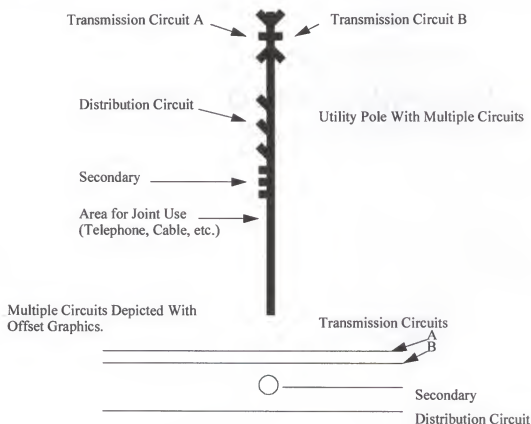 Transmission Circuit A
Transmission Circuit B
Distribution Circuit
Utility Pole With Multiple Circuits
Secondary
Area for Joint Use
(Telephone, Cable, etc.)
Multiple Circuits Depicted With
Offset Graphics.
Transmission Circuits
A
B
Secondary
Distribution Circuit